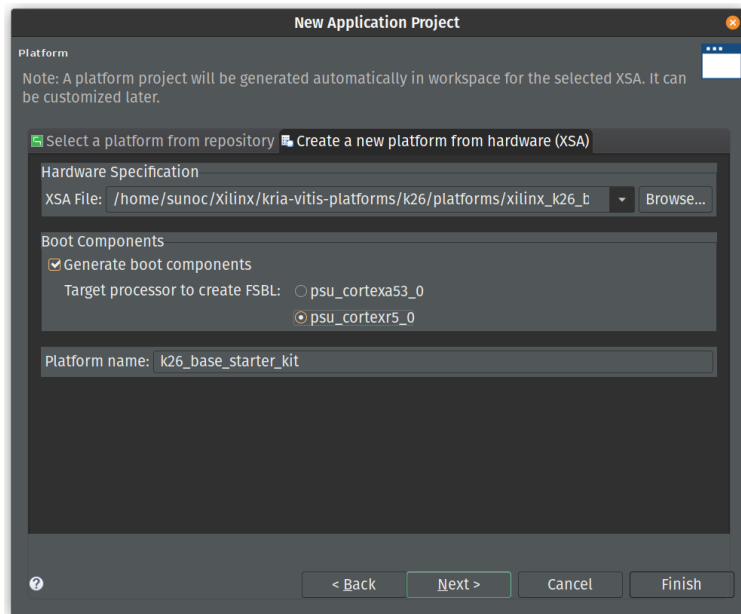 New Application Project
Platform
Note: A platform project will be generated automatically in workspace for the selected XSA. It can
be customized later.
Select a platform from repository Create a new platform from hardware (XSA)
Hardware Specification
XSA File: /home/sunoc/Xilinx/kria-vitis-platforms/k26/platforms/xilinx_k26_b Browse...
Boot Components
Generate boot components
Target processor to create FSBL: psu_cortexa53_0
psu_cortexr5_0
Platform name: k26_base_starter_kit
? < Back Next > Cancel Finish